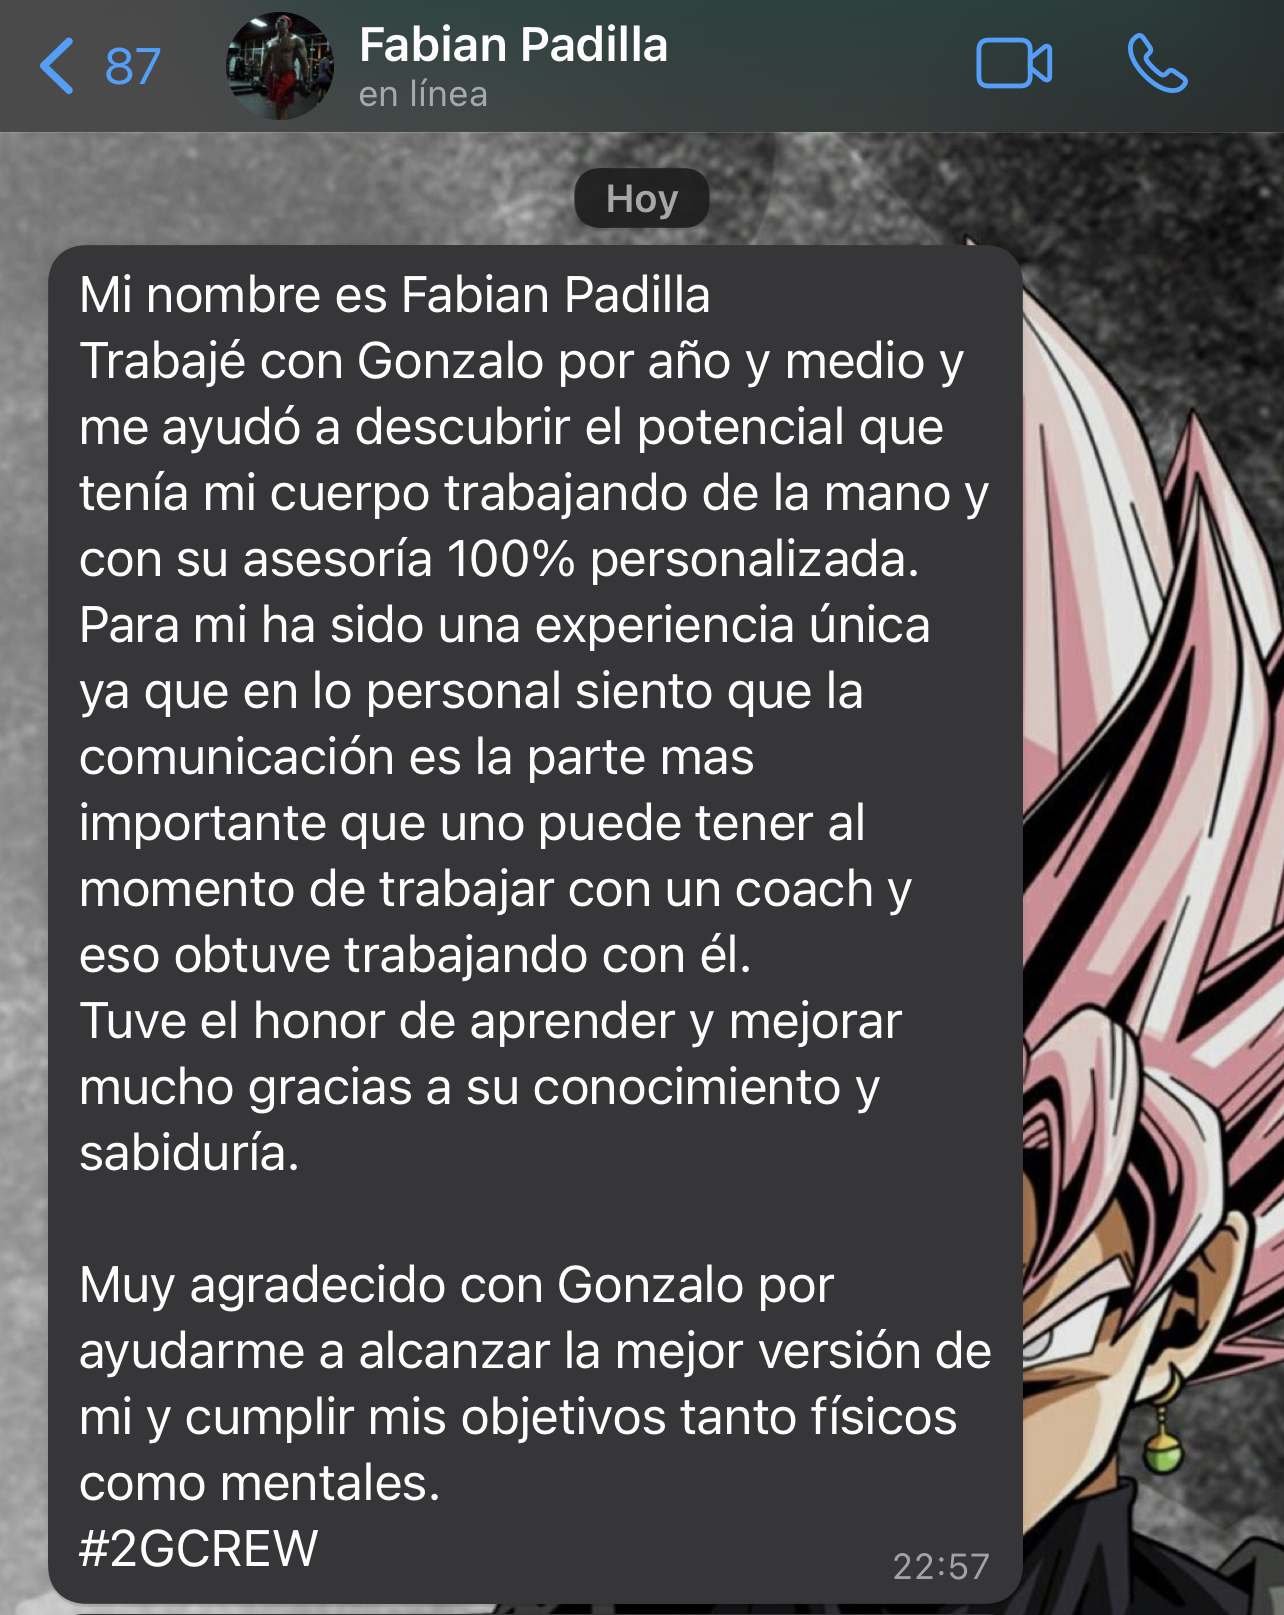 87
Fabian Padilla
en línea
Hoy
Mi nombre es Fabian Padilla
Trabajé con Gonzalo por año y medio y
me ayudó a descubrir el potencial que
tenía mi cuerpo trabajando de la mano y
con su asesoría 100% personalizada.
Para mi ha sido una experiencia única
ya que en lo personal siento que la
comunicación es la parte mas
importante que uno puede tener al
momento de trabajar con un coach y
eso obtuve trabajando con él.
Tuve el honor de aprender y mejorar
mucho gracias a su conocimiento y
sabiduría.
Muy agradecido con Gonzalo por
ayudarme a alcanzar la mejor versión de
mi y cumplir mis objetivos tanto físicos
como mentales.
#2GCREW
22:57